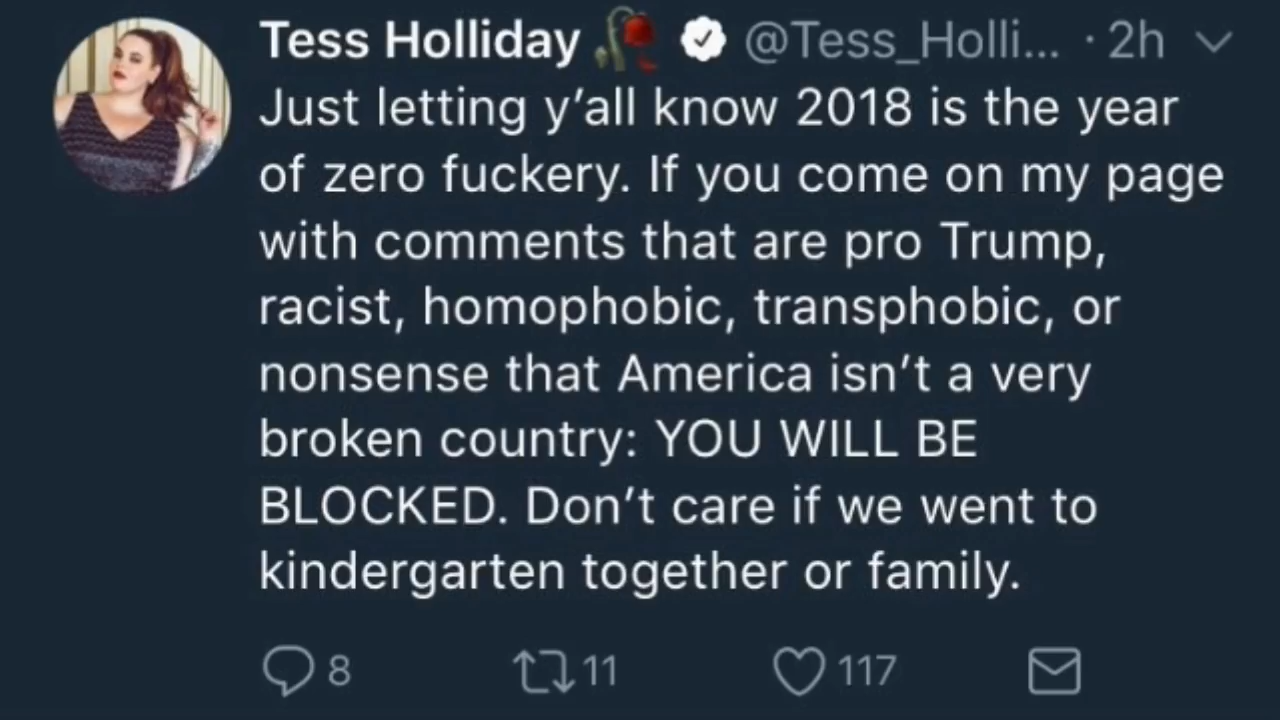 Tess Holliday 🥀 @Tess_Holli... · 2h
Just letting y'all know 2018 is the year
of zero fuckery. If you come on my page
with comments that are pro Trump,
racist, homophobic, transphobic, or
nonsense that America isn't a very
broken country: YOU WILL BE
BLOCKED. Don't care if we went to
kindergarten together or family.
8 11 117